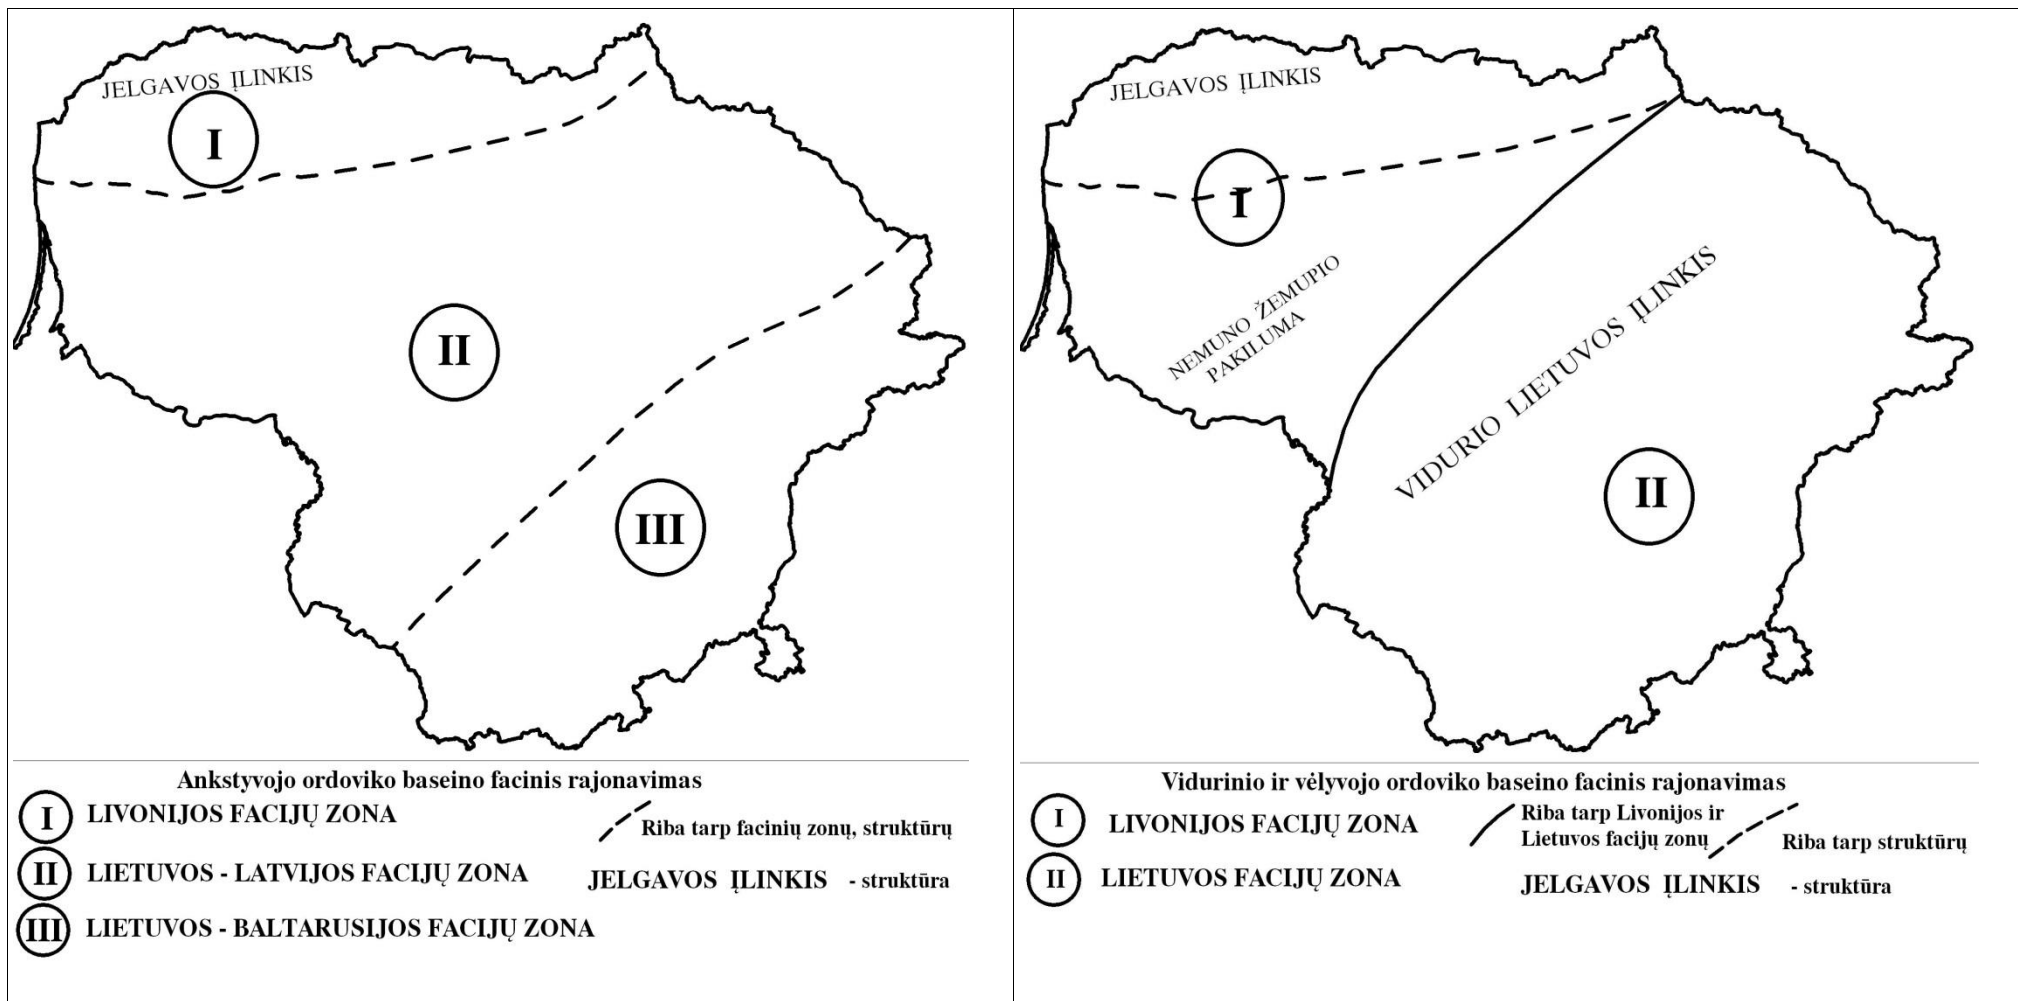 JELGAVOS ĮLINKIS
I
II
III
Ankstyvojo ordoviko baseino facinis rajonavimas
I LIVONIJOS FACIJŲ ZONA
Riba tarp facinių zonų, struktūrų
II LIETUVOS - LATVIJOS FACIJŲ ZONA
JELGAVOS ĮLINKIS - struktūra
III LIETUVOS - BALTARUSIJOS FACIJŲ ZONA
JELGAVOS ĮLINKIS
I
NEMUNO ŽEMUPIO
PAKILUMA
VIDURIO LIETUVOS ĮLINKIS
II
Vidurinio ir vėlyvojo ordoviko baseino facinis rajonavimas
I LIVONIJOS FACIJŲ ZONA
Riba tarp Livonijos ir
Lietuvos facijų zonų
Riba tarp struktūrų
II LIETUVOS FACIJŲ ZONA
JELGAVOS ĮLINKIS - struktūra